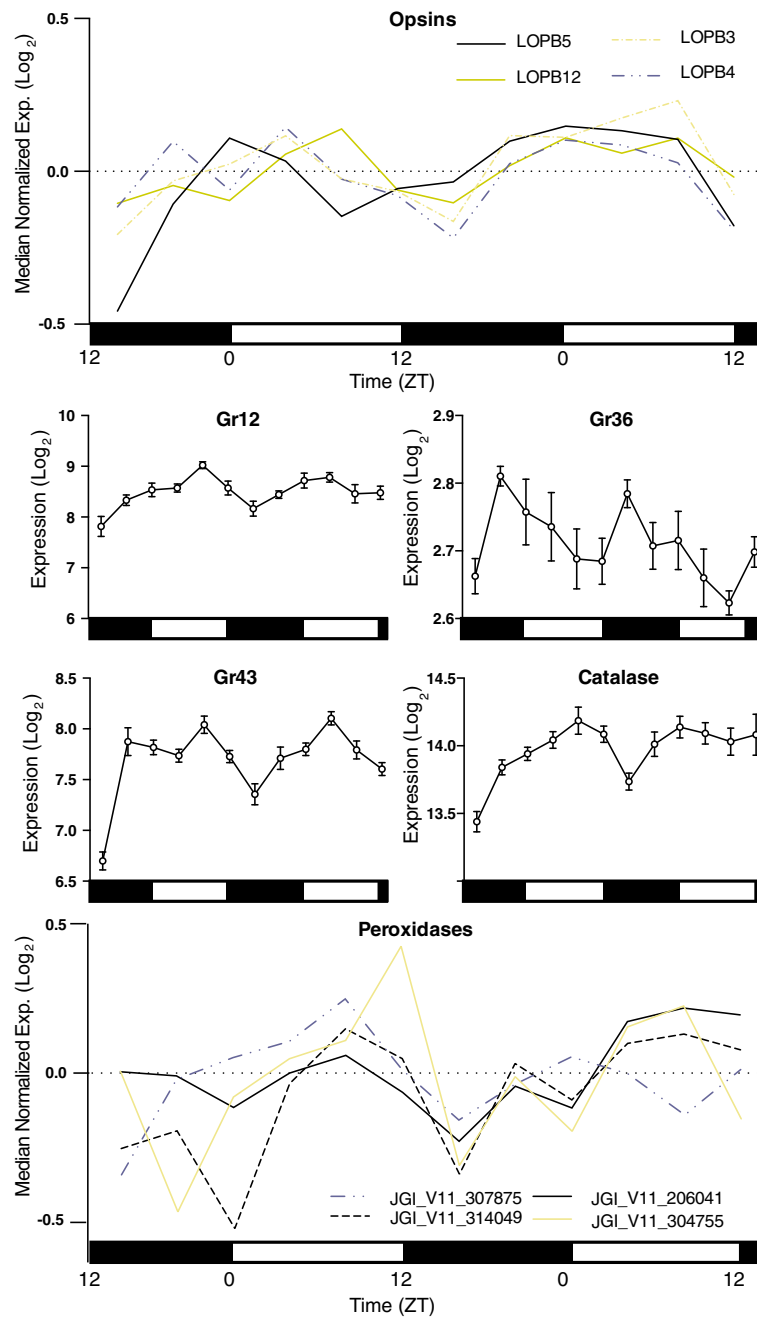 Opsins
LOPB5
LOPB3
LOPB12
LOPB4
Median Normalized Exp. (Log2)
0.5
0.0
-0.5
12 0 12 0 12
Time (ZT)
Gr12
Expression (Log2)
10
9
8
7
6
Gr36
Expression (Log2)
2.9
2.8
2.7
2.6
Gr43
Expression (Log2)
8.5
8.0
7.5
7.0
6.5
Catalase
Expression (Log2)
14.5
14.0
13.5
Peroxidases
Median Normalized Exp. (Log2)
0.5
0.0
-0.5
JGI_V11_307875
JGI_V11_206041
JGI_V11_314049
JGI_V11_304755
12 0 12 0 12
Time (ZT)